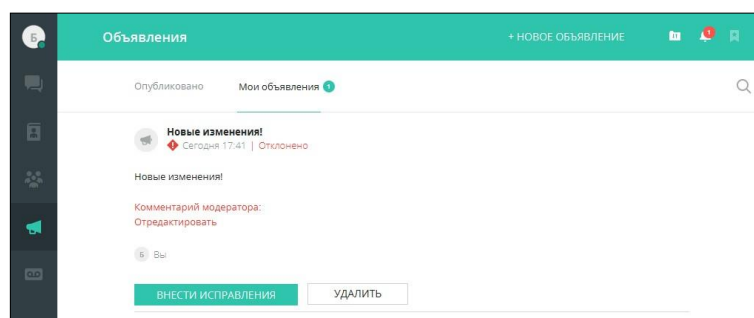 Б
Объявления
+ НОВОЕ ОБЪЯВЛЕНИЕ
1
Опубликовано
Мои объявления 1
Новые изменения!
Сегодня 17:41 | Отклонено
Новые изменения!
Комментарий модератора:
Отредактировать
Б Вы
ВНЕСТИ ИСПРАВЛЕНИЯ
УДАЛИТЬ